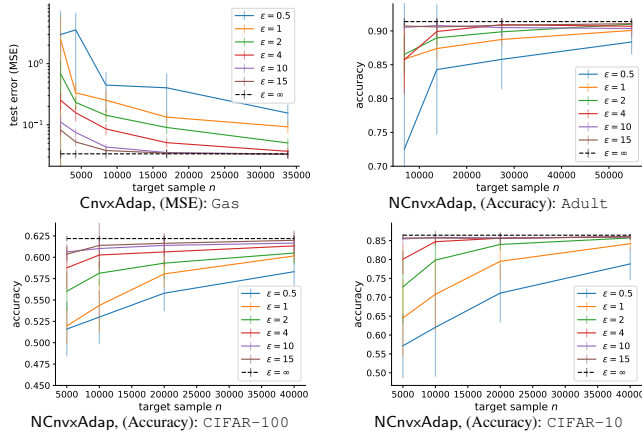 test error (MSE)
10⁰
10⁻¹
ε = 0.5
ε = 1
ε = 2
ε = 4
ε = 10
ε = 15
ε = ∞
5000 10000 15000 20000 25000 30000 35000
target sample n
CnvxAdap, (MSE): Gas
accuracy
0.90
0.85
0.80
0.75
0.70
ε = 0.5
ε = 1
ε = 2
ε = 4
ε = 10
ε = 15
ε = ∞
10000 20000 30000 40000 50000
target sample n
NCnvxAdap, (Accuracy): Adult
accuracy
0.625
0.600
0.575
0.550
0.525
0.500
0.475
0.450
ε = 0.5
ε = 1
ε = 2
ε = 4
ε = 10
ε = 15
ε = ∞
5000 10000 15000 20000 25000 30000 35000 40000
target sample n
NCnvxAdap, (Accuracy): CIFAR-100
accuracy
0.85
0.80
0.75
0.70
0.65
0.60
0.55
0.50
ε = 0.5
ε = 1
ε = 2
ε = 4
ε = 10
ε = 15
ε = ∞
5000 10000 15000 20000 25000 30000 35000 40000
target sample n
NCnvxAdap, (Accuracy): CIFAR-10